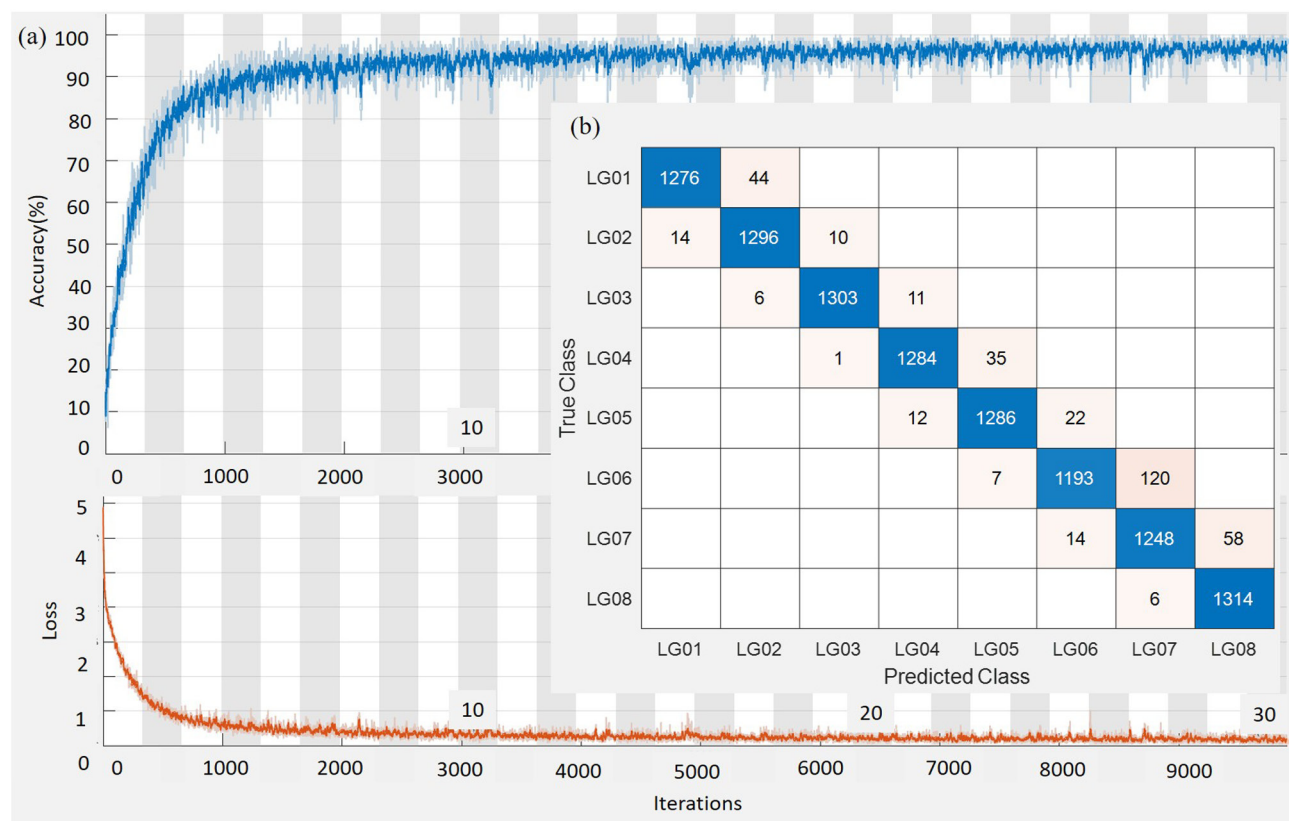 (a)
100
90
80
70
60
50
40
30
20
10
0
Accuracy(%)
10
0 1000 2000 3000
(b)
LG01 1276 44
LG02 14 1296 10
LG03 6 1303 11
LG04 1 1284 35
LG05 12 1286 22
LG06 7 1193 120
LG07 14 1248 58
LG08 6 1314
True Class
LG01 LG02 LG03 LG04 LG05 LG06 LG07 LG08
Predicted Class
5
4
3
2
1
0
Loss
10 20 30
0 1000 2000 3000 4000 5000 6000 7000 8000 9000
Iterations